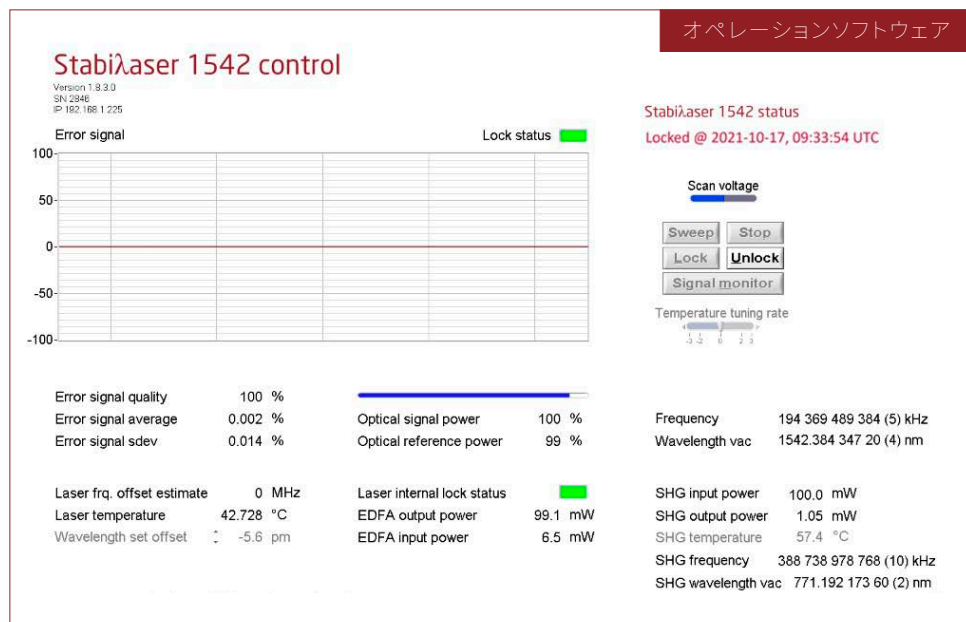 オペレーションソフトウェア
Stabiλaser 1542 control
Version 1.8.3.0
SN 2846
IP 192.168.1.225
Stabiλaser 1542 status
Locked @ 2021-10-17, 09:33:54 UTC
Error signal
Lock status
100
50
0
-50
-100
Scan voltage
Sweep Stop
Lock Unlock
Signal monitor
Temperature tuning rate
-3 -2 0 2 3
Error signal quality 100 %
Error signal average 0.002 %
Error signal sdev 0.014 %
Optical signal power 100 %
Optical reference power 99 %
Frequency 194 369 489 384 (5) kHz
Wavelength vac 1542.384 347 20 (4) nm
Laser frq. offset estimate 0 MHz
Laser temperature 42.728 °C
Wavelength set offset -5.6 pm
Laser internal lock status
EDFA output power 99.1 mW
EDFA input power 6.5 mW
SHG input power 100.0 mW
SHG output power 1.05 mW
SHG temperature 57.4 °C
SHG frequency 388 738 978 768 (10) kHz
SHG wavelength vac 771.192 173 60 (2) nm